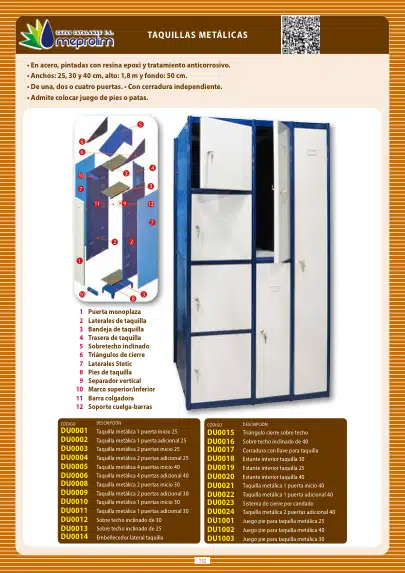 TAPAS CATALANAS S.L.
meprolim
TAQUILLAS METÁLICAS
• En acero, pintadas con resina epoxi y tratamiento anticorrosivo.
• Anchos: 25, 30 y 40 cm, alto: 1,8 m y fondo: 50 cm.
• De una, dos o cuatro puertas. • Con cerradura independiente.
• Admite colocar juego de pies o patas.
1 Puerta monoplaza
2 Laterales de taquilla
3 Bandeja de taquilla
4 Trasera de taquilla
5 Sobretecho inclinado
6 Triángulos de cierre
7 Laterales Stetic
8 Pies de taquilla
9 Separador vertical
10 Marco superior/inferior
11 Barra colgadora
12 Soporte cuelga-barras
CÓDIGO DESCRIPCIÓN
DU0001 Taquilla metálica 1 puerta inicio 25
DU0002 Taquilla metálica 1 puerta adicional 25
DU0003 Taquilla metálica 2 puertas inicio 25
DU0004 Taquilla metálica 2 puertas adicional 25
DU0005 Taquilla metálica 4 puertas inicio 40
DU0006 Taquilla metálica 4 puertas adicional 40
DU0008 Taquilla metálica 2 puertas inicio 30
DU0009 Taquilla metálica 2 puertas adicional 30
DU0010 Taquilla metálica 1 puertas inicio 30
DU0011 Taquilla metálica 1 puertas adicional 30
DU0012 Sobre techo inclinado de 30
DU0013 Sobre techo inclinado de 25
DU0014 Embellecedor lateral taquilla
CÓDIGO DESCRIPCIÓN
DU0015 Triángulo cierre sobre techo
DU0016 Sobre techo inclinado de 40
DU0017 Cerradura con llave para taquilla
DU0018 Estante interior taquilla 30
DU0019 Estante interior taquilla 25
DU0020 Estante interior taquilla 40
DU0021 Taquilla metálica 1 puerta inicio 40
DU0022 Taquilla metálica 1 puerta adicional 40
DU0023 Sistema de cierre por candado
DU0024 Taquilla metálica 2 puertas adicional 40
DU1001 Juego pie para taquilla metálica 25
DU1002 Juego pie para taquilla metálica 40
DU1003 Juego pie para taquilla metálica 30
152